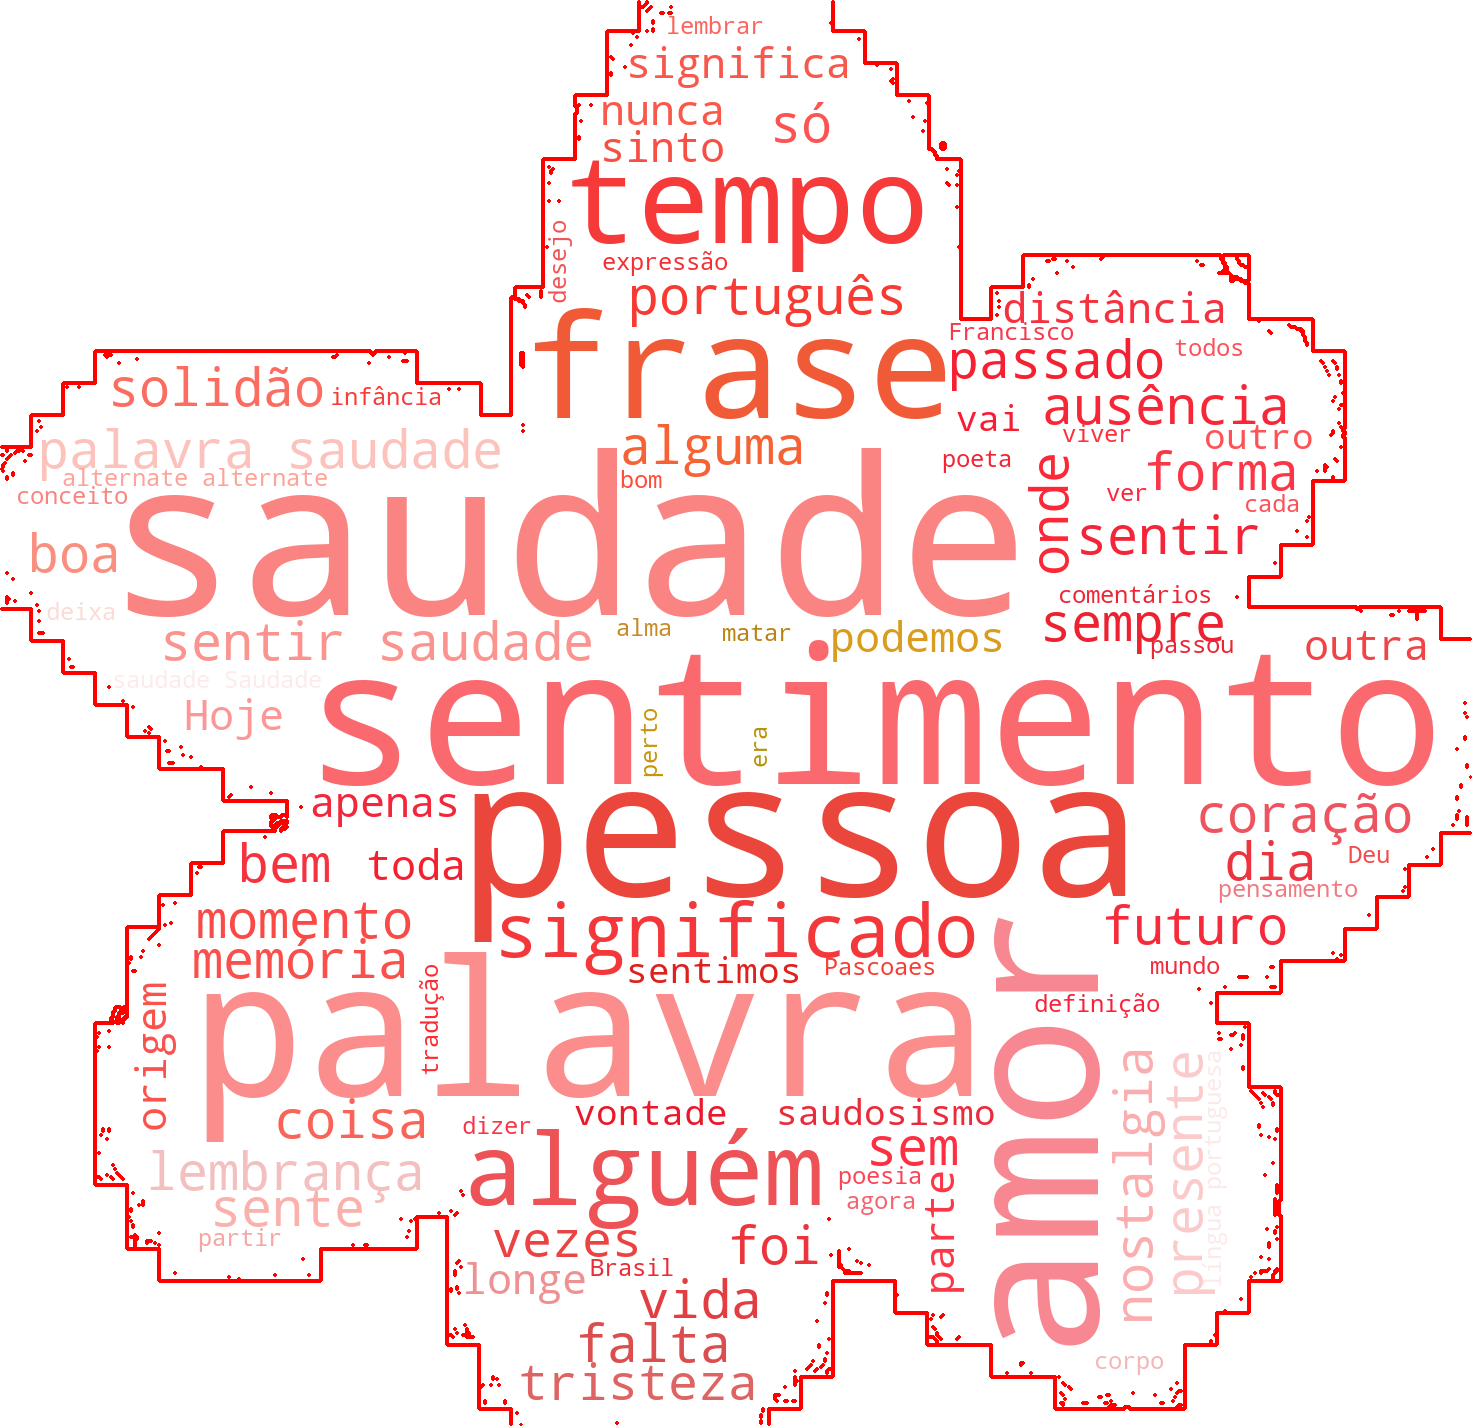 lembrar
significa
nunca
só
sinto
tempo
desejo
expressão
português
distância
Francisco
frase
passado
todos
solidão
infância
ausência
vai
alguma
viver
outro
palavra saudade
poeta
onde
forma
alternate alternate
bom
conceito
ver
cada
saudade
boa
sentir
comentários
deixa
sempre
sentir saudade
alma
matar
podemos
passou
outra
saudade Saudade
Hoje
sentimento
perto
era
apenas
pessoa
coração
bem
toda
dia
Deu
pensamento
momento
significado
futuro
memória
sentimos
Pascoaes
mundo
origem
tradução
palavra
amor
definição
coisa
vontade
saudosismo
nostalgia
presente
língua portuguesa
dizer
alguém
sem
lembrança
poesia
sente
agora
parte
partir
vezes
foi
longe
Brasil
vida
falta
corpo
tristeza